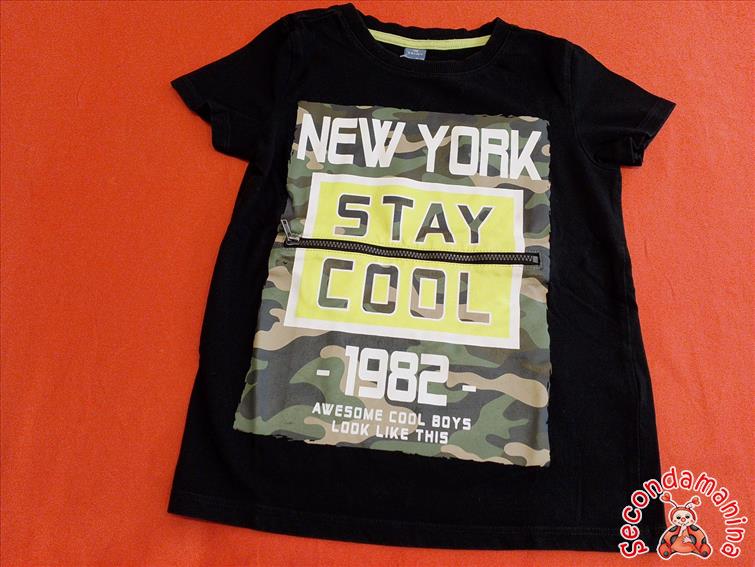 NEW YORK
STAY
COOL
- 1982 -
AWESOME COOL BOYS
LOOK LIKE THIS
secondamanina